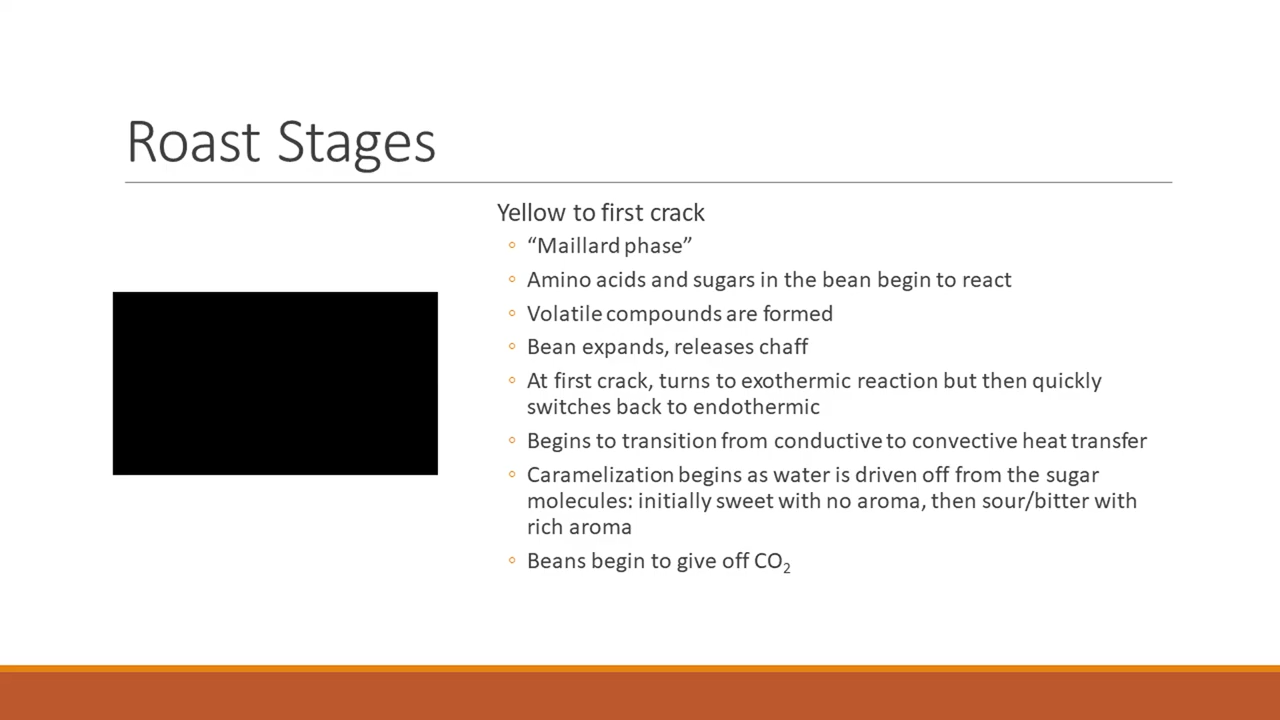 Roast Stages
Yellow to first crack
◦ “Maillard phase”
◦ Amino acids and sugars in the bean begin to react
◦ Volatile compounds are formed
◦ Bean expands, releases chaff
◦ At first crack, turns to exothermic reaction but then quickly
switches back to endothermic
◦ Begins to transition from conductive to convective heat transfer
◦ Caramelization begins as water is driven off from the sugar
molecules: initially sweet with no aroma, then sour/bitter with
rich aroma
◦ Beans begin to give off CO₂